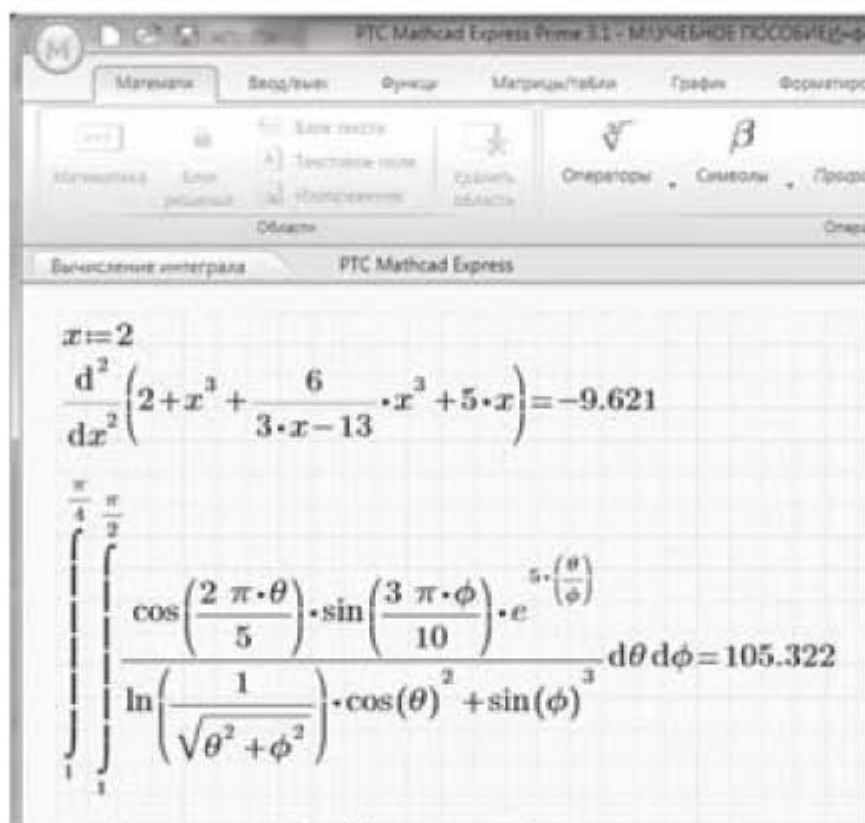 PTC Mathcad Express Prime 3.1 - M:\УЧЕБНОЕ ПОСОБИЕ\
Математи Ввод/выво Функци Матрицы/табли График Форматиро
Математика Блок решения Блок текста Текстовое поле Изображение Удалить области Операторы Символы
Области
Вычисление интеграла PTC Mathcad Express
x:=2
d²/dx² (2+x³+6/(3·x−13)·x³+5·x)=−9.621
∫₁^(π/4) ∫₁^(π/2) (cos(2 π·θ/5)·sin(3 π·ϕ/10)·e^(5·(θ/ϕ)))/(ln(1/√(θ²+ϕ²))·cos(θ)²+sin(ϕ)³) dθ dϕ=105.322